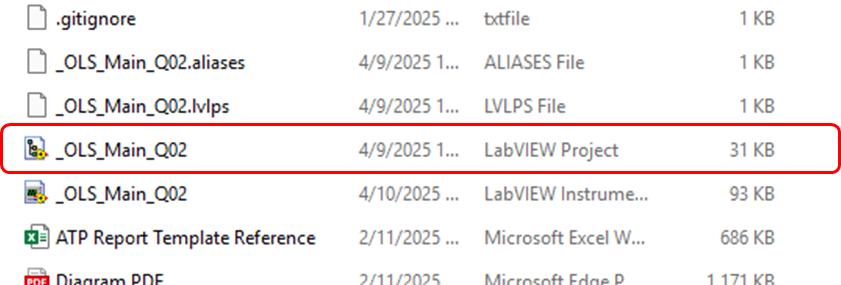 .gitignore 1/27/2025 txtfile 1 KB
_OLS_Main_Q02.aliases 4/9/2025 1... ALIASES File 1 KB
_OLS_Main_Q02.lvlps 4/9/2025 1... LVLPS File 1 KB
_OLS_Main_Q02 4/9/2025 1... LabVIEW Project 31 KB
_OLS_Main_Q02 4/10/2025 ... LabVIEW Instrume... 93 KB
ATP Report Template Reference 2/11/2025 ... Microsoft Excel W... 686 KB
PDF Diagram PDF 2/11/2025 Microsoft Edge P 1,171 KB